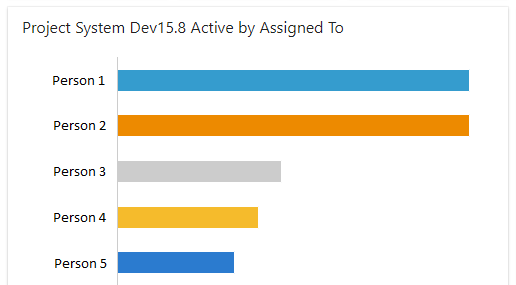 Project System Dev15.8 Active by Assigned To
Person 1
Person 2
Person 3
Person 4
Person 5